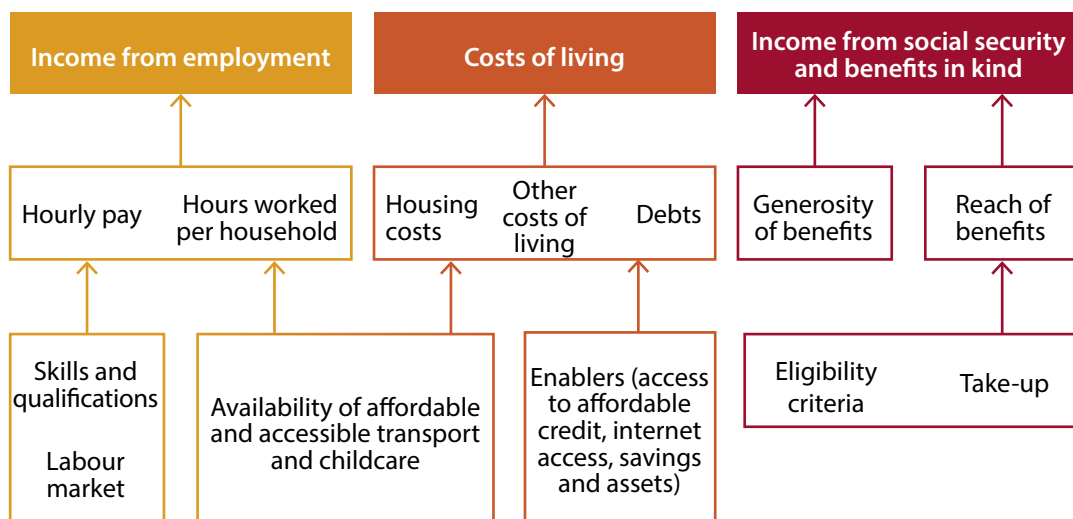 Income from employment
Costs of living
Income from social security
and benefits in kind
Hourly pay
Hours worked
per household
Housing
costs
Other
costs of
living
Debts
Generosity
of benefits
Reach of
benefits
Skills and
qualifications
Labour
market
Availability of affordable
and accessible transport
and childcare
Enablers (access
to affordable
credit, internet
access, savings
and assets)
Eligibility
criteria
Take-up